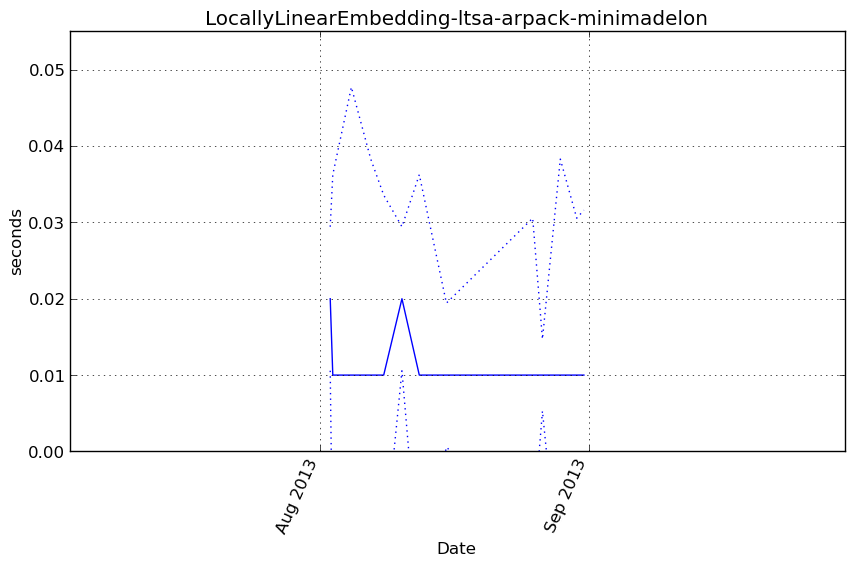 LocallyLinearEmbedding-ltsa-arpack-minimadelon
0.05
0.04
0.03
0.02
0.01
0.00
seconds
Aug 2013
Sep 2013
Date